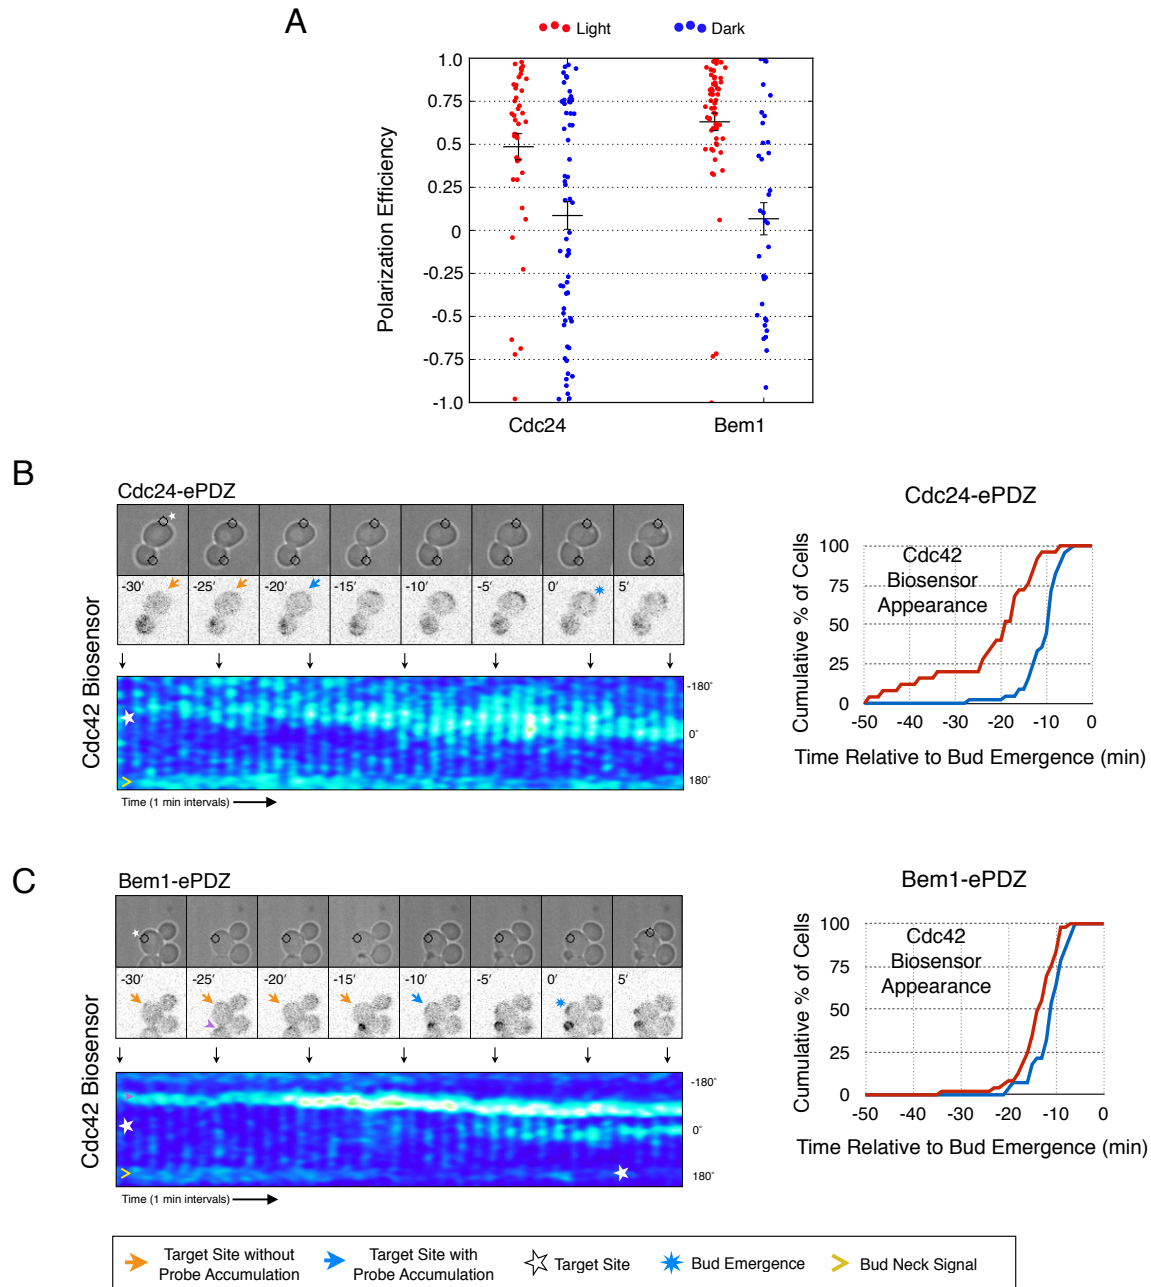 A
Light Dark
Polarization Efficiency
1.0
0.75
0.5
0.25
0
-0.25
-0.5
-0.75
-1.0
Cdc24 Bem1
B
Cdc24-ePDZ
-30′ -25′ -20′ -15′ -10′ -5′ 0′ 5′
Cdc42 Biosensor
-180˚
0˚
180˚
Time (1 min intervals)
Cdc24-ePDZ
Cumulative % of Cells
100
75
50
25
0
Cdc42
Biosensor
Appearance
-50 -40 -30 -20 -10 0
Time Relative to Bud Emergence (min)
C
Bem1-ePDZ
-30′ -25′ -20′ -15′ -10′ -5′ 0′ 5′
Cdc42 Biosensor
-180˚
0˚
180˚
Time (1 min intervals)
Bem1-ePDZ
Cumulative % of Cells
100
75
50
25
0
Cdc42
Biosensor
Appearance
-50 -40 -30 -20 -10 0
Time Relative to Bud Emergence (min)
Target Site without
Probe Accumulation
Target Site with
Probe Accumulation
Target Site
Bud Emergence
Bud Neck Signal